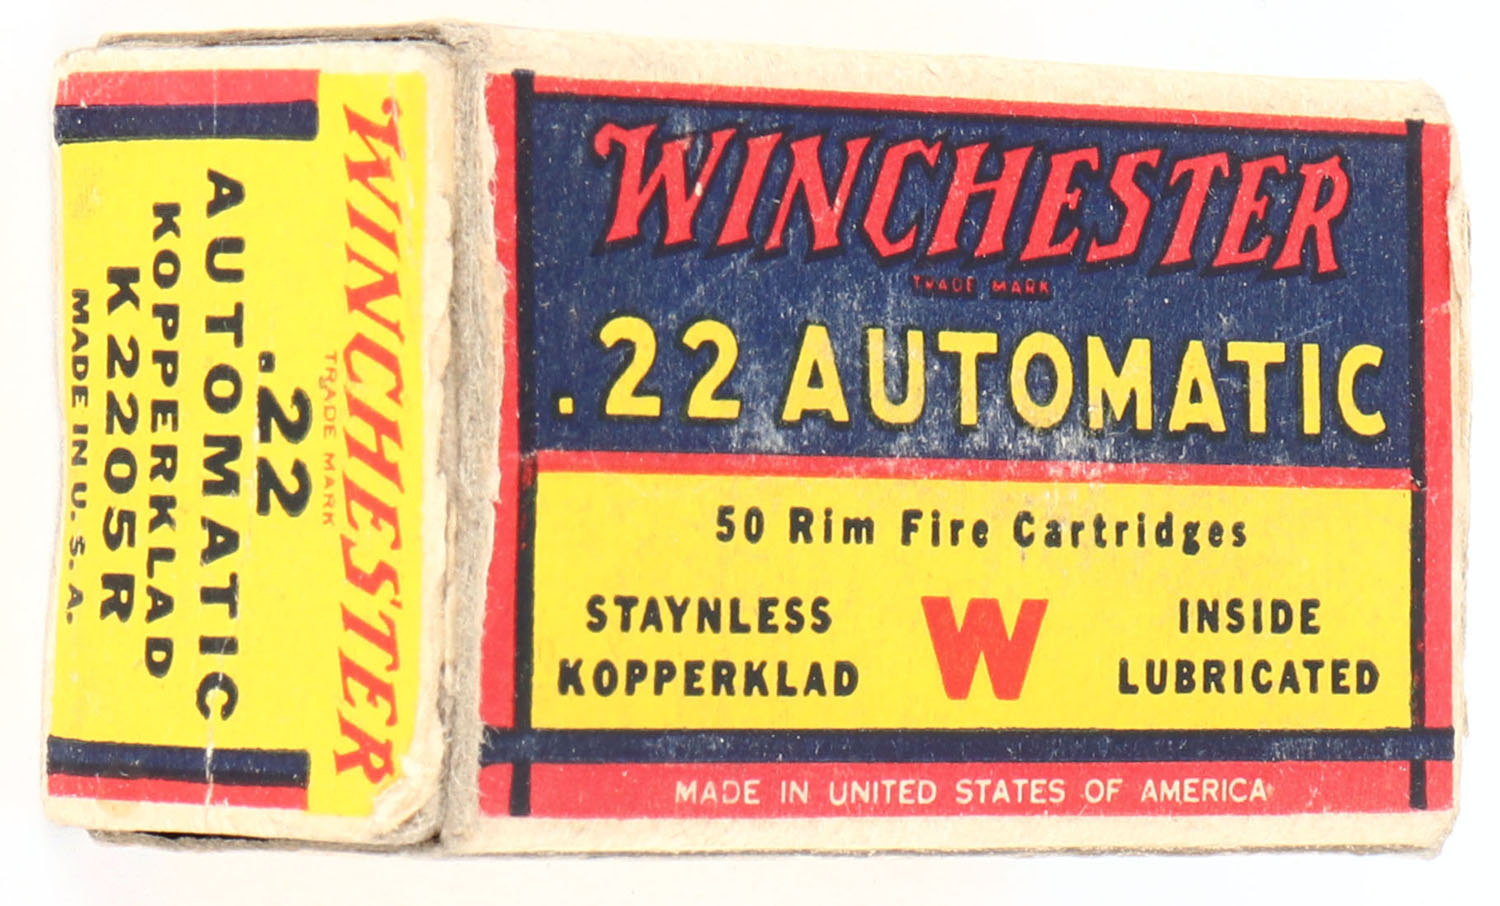 WINCHESTER
TRADE MARK
.22 AUTOMATIC
50 Rim Fire Cartridges
STAYNLESS
KOPPERKLAD
W
INSIDE
LUBRICATED
MADE IN UNITED STATES OF AMERICA
WINCHESTER
TRADE MARK
.22
AUTOMATIC
KOPPERKLAD
K2205R
MADE IN U.S.A.